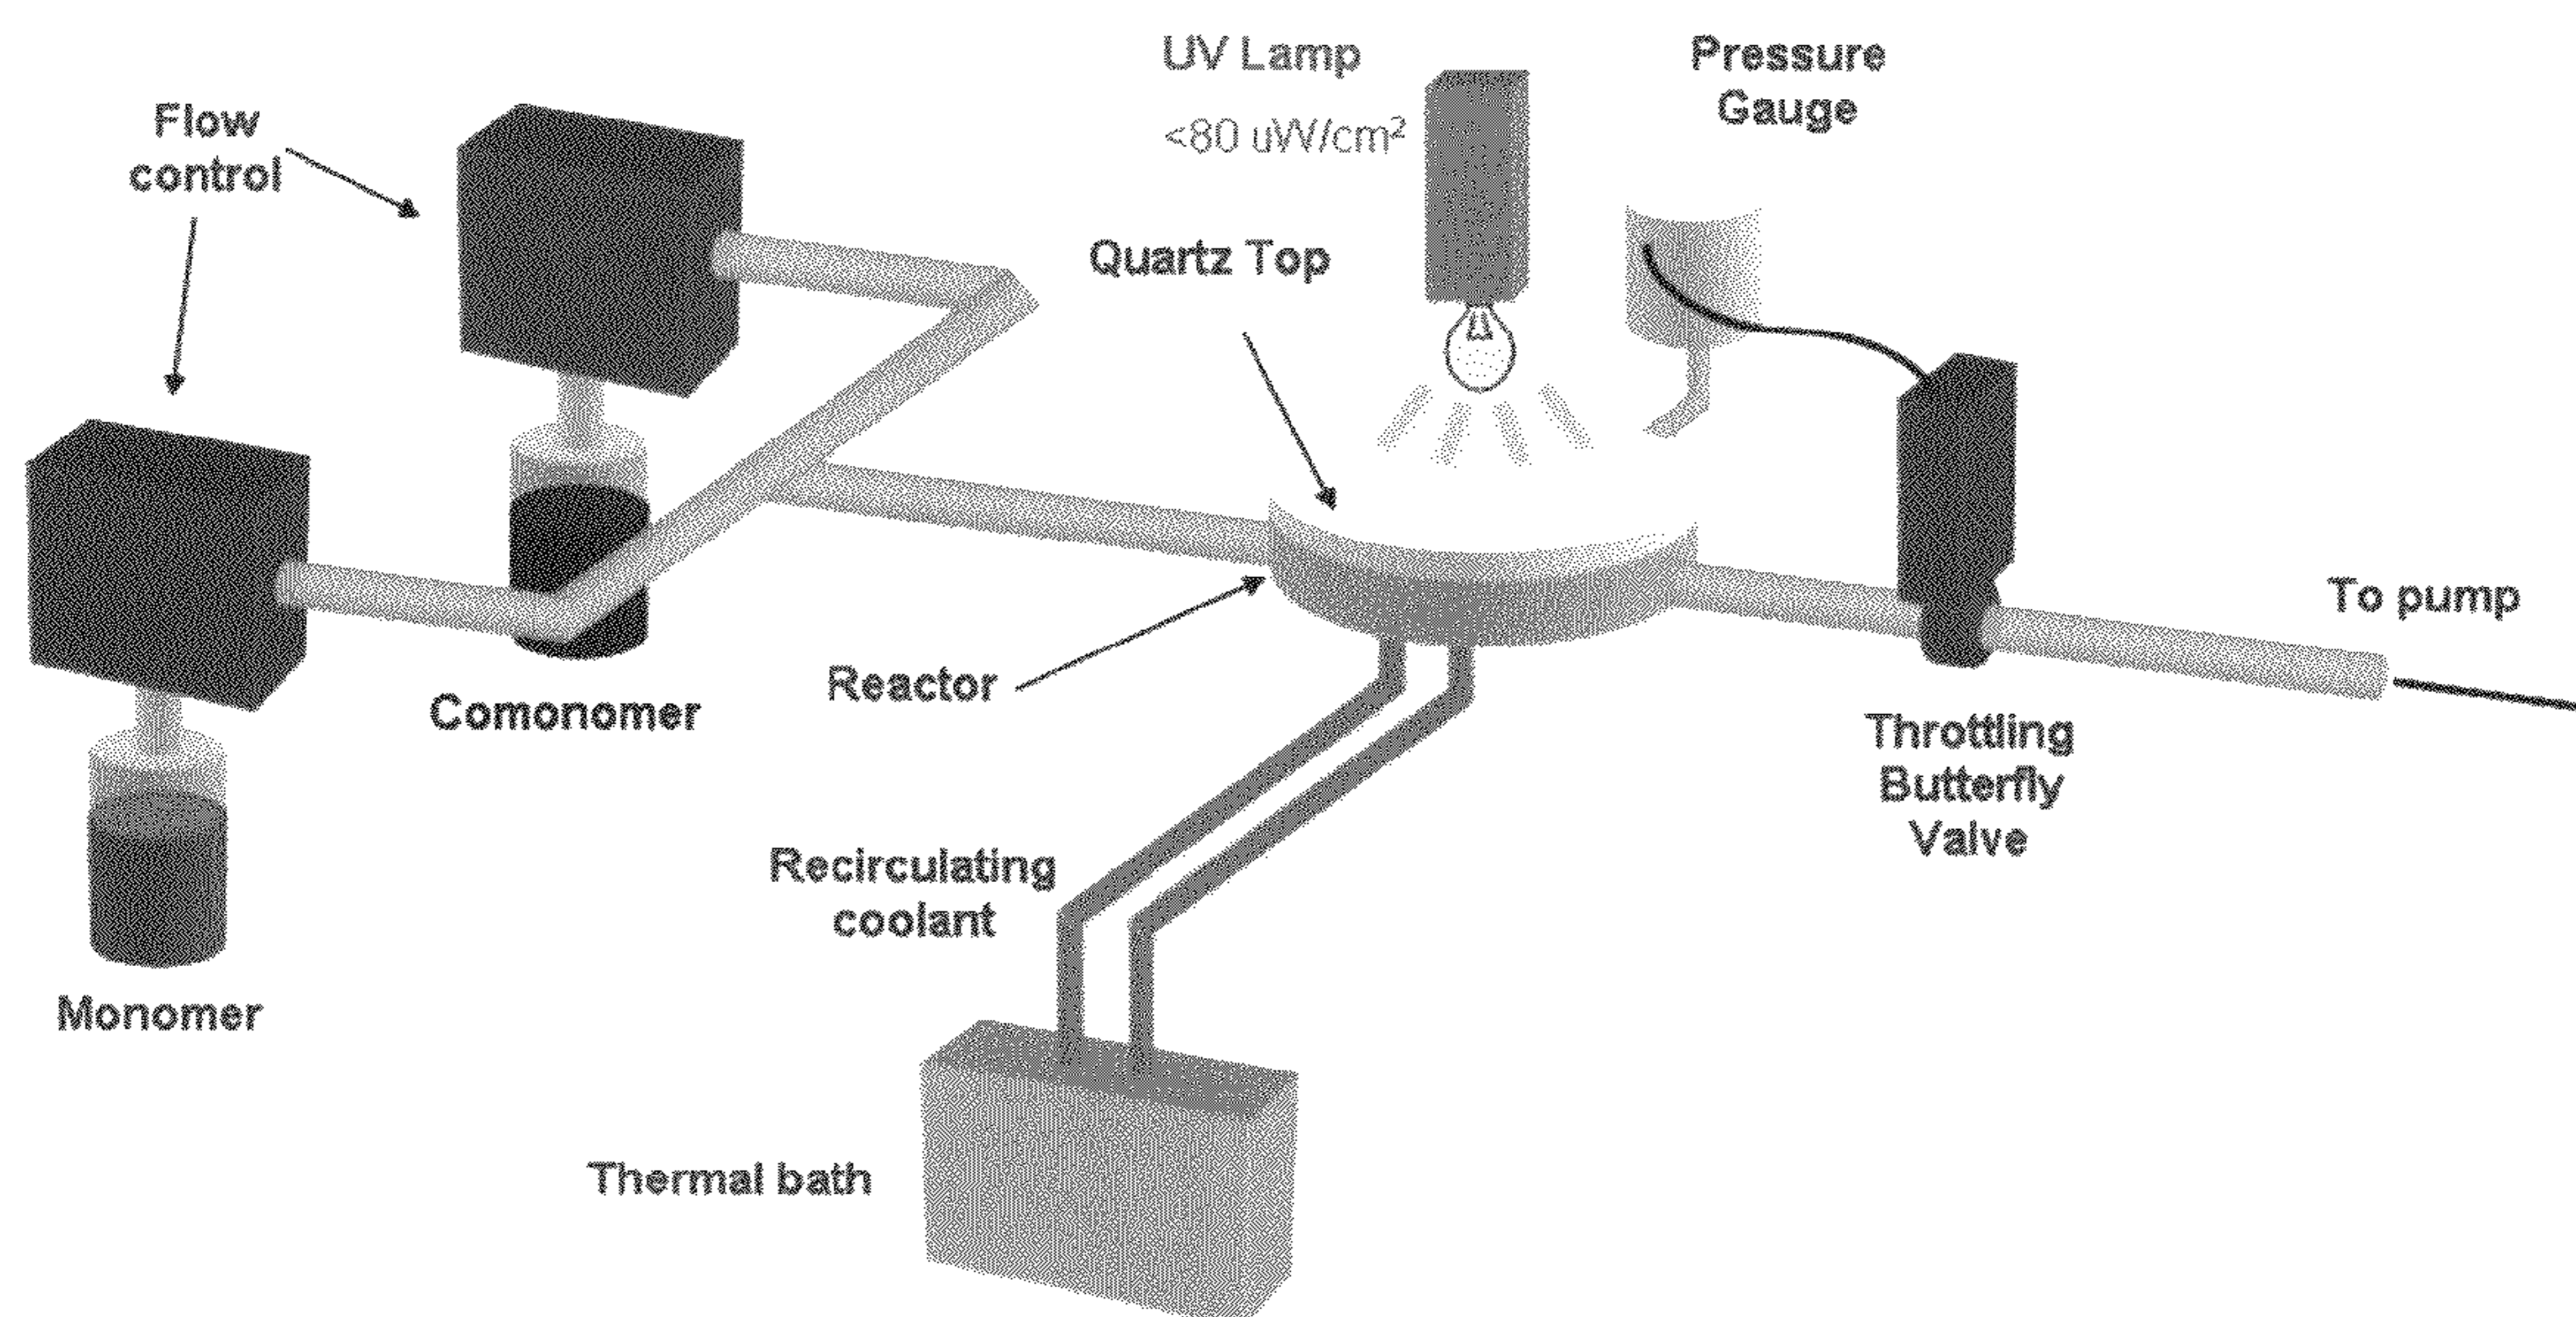 UV Lamp
<80 uW/cm²
Pressure
Gauge
Flow
control
Quartz Top
To pump
Reactor
Comonomer
Throttling
Butterfly
Valve
Recirculating
coolant
Monomer
Thermal bath